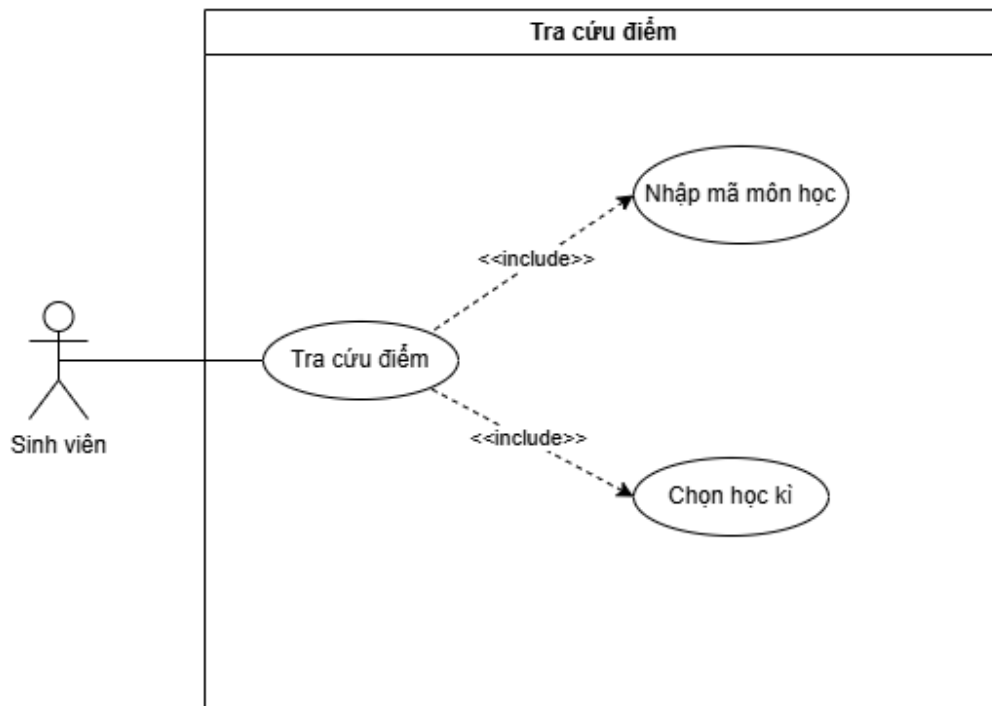 Tra cứu điểm
Nhập mã môn học
<<include>>
Tra cứu điểm
Sinh viên
<<include>>
Chọn học kì